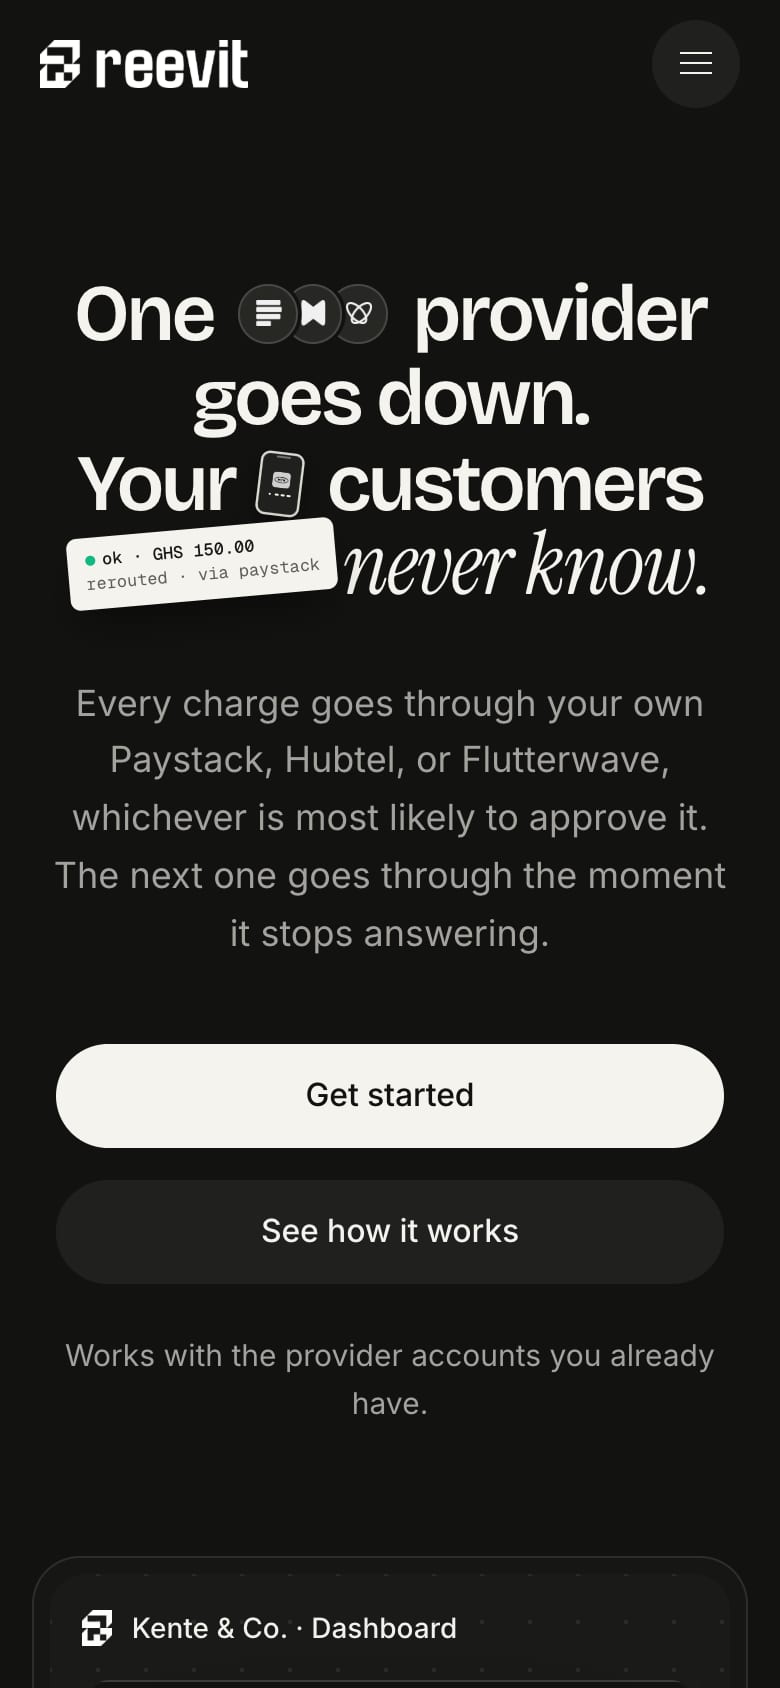 reevit
One provider
goes down.
Your customers
ok · GHS 150.00
rerouted · via paystack
never know.
Every charge goes through your own
Paystack, Hubtel, or Flutterwave,
whichever is most likely to approve it.
The next one goes through the moment
it stops answering.
Get started
See how it works
Works with the provider accounts you already
have.
Kente & Co. · Dashboard